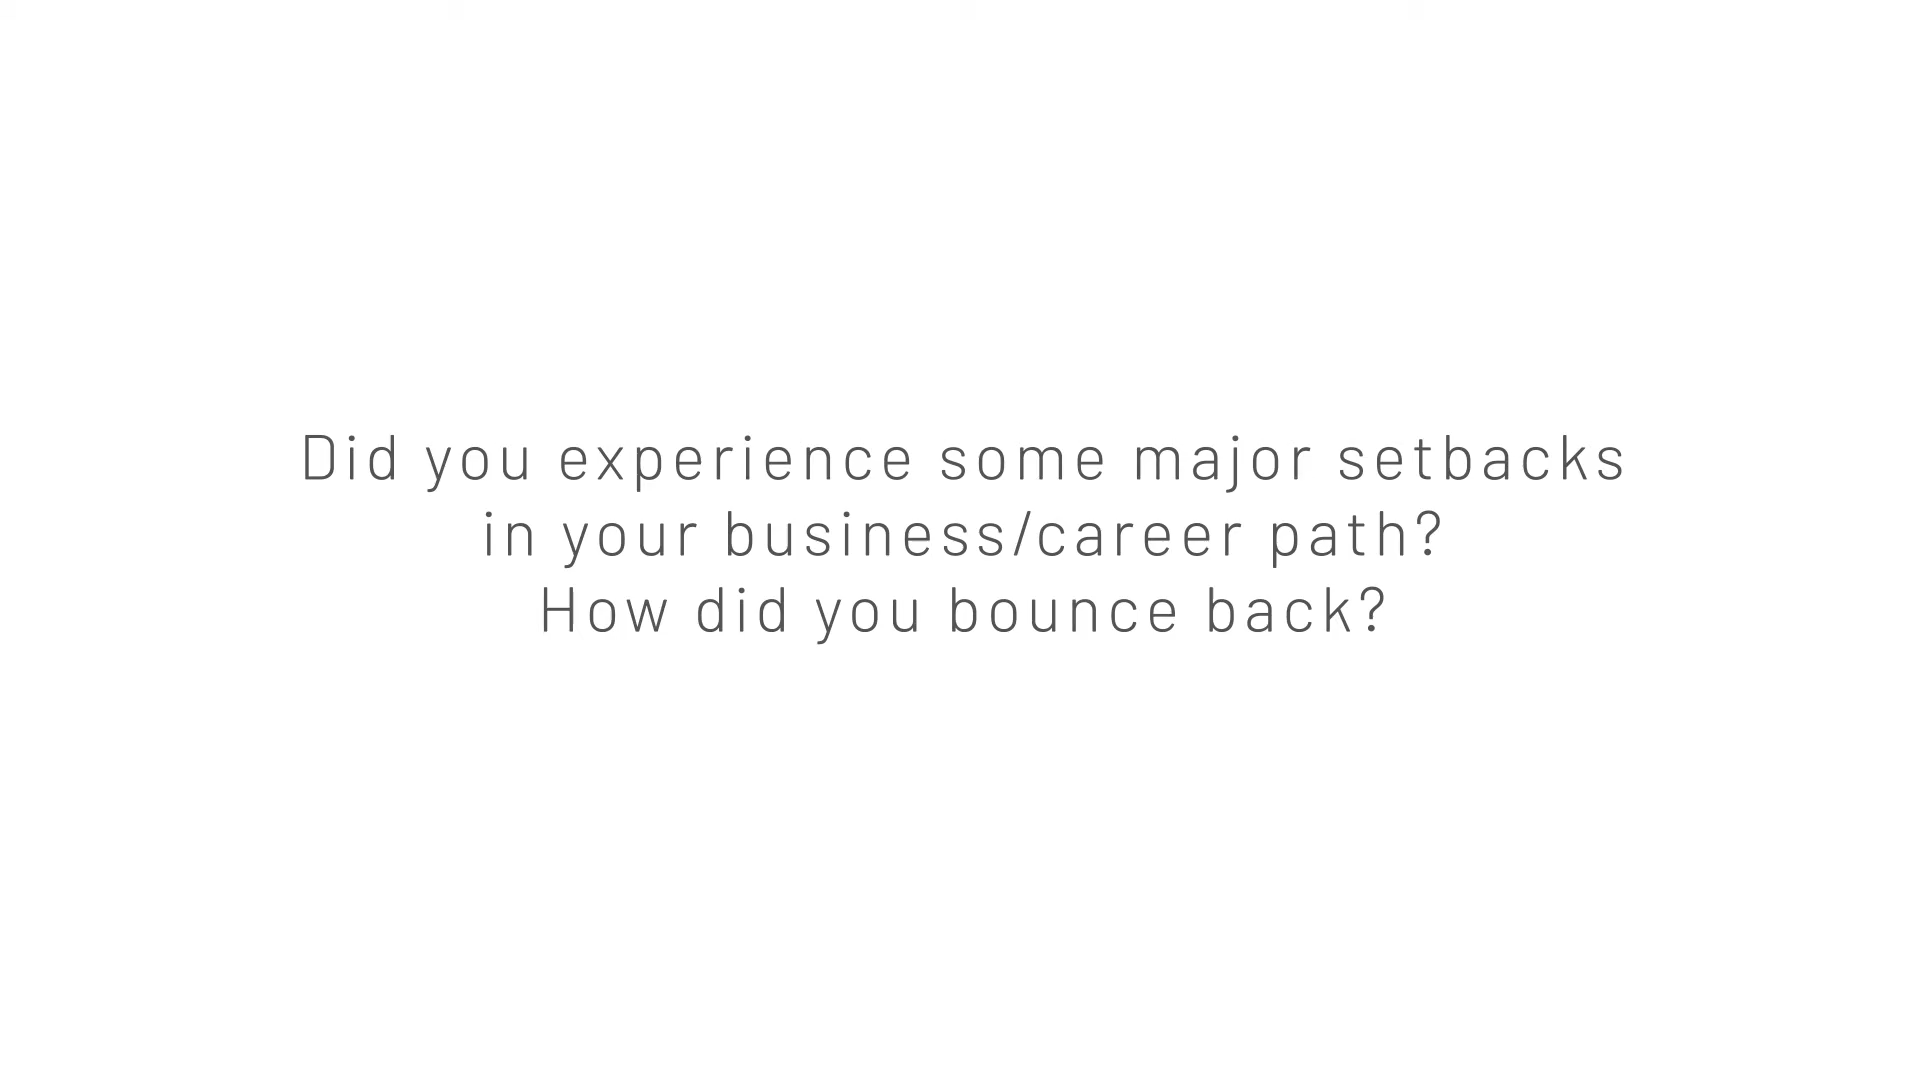 Did you experience some major setbacks
in your business/career path?
How did you bounce back?